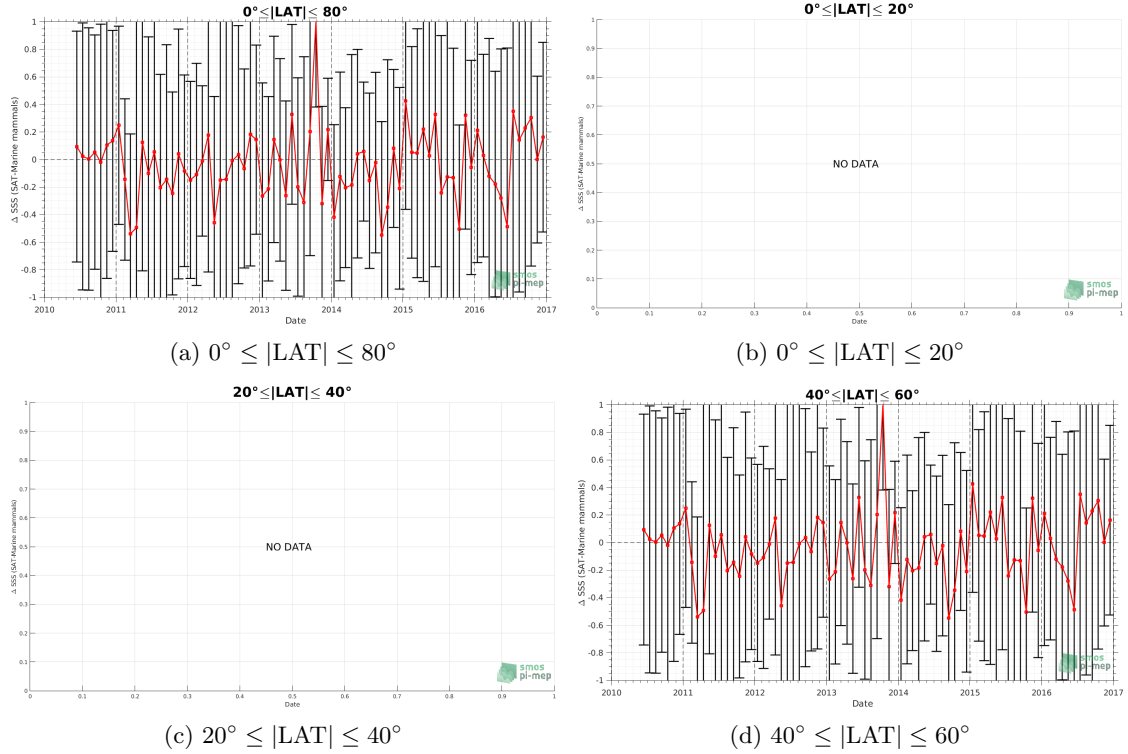 0°≤|LAT|≤ 80°
Δ SSS (SAT-Marine mammals)
1
0.8
0.6
0.4
0.2
0
-0.2
-0.4
-0.6
-0.8
-1
2010 2011 2012 2013 2014 2015 2016 2017
Date
smos
pi-mep
(a) 0° ≤ |LAT| ≤ 80°
0°≤|LAT|≤ 20°
Δ SSS (SAT-Marine mammals)
1
0.9
0.8
0.7
0.6
0.5
0.4
0.3
0.2
0.1
0
NO DATA
0 0.1 0.2 0.3 0.4 0.5 0.6 0.7 0.8 0.9 1
Date
smos
pi-mep
(b) 0° ≤ |LAT| ≤ 20°
20°≤|LAT|≤ 40°
Δ SSS (SAT-Marine mammals)
1
0.9
0.8
0.7
0.6
0.5
0.4
0.3
0.2
0.1
0
NO DATA
0 0.1 0.2 0.3 0.4 0.5 0.6 0.7 0.8 0.9 1
Date
smos
pi-mep
(c) 20° ≤ |LAT| ≤ 40°
40°≤|LAT|≤ 60°
Δ SSS (SAT-Marine mammals)
1
0.8
0.6
0.4
0.2
0
-0.2
-0.4
-0.6
-0.8
-1
2010 2011 2012 2013 2014 2015 2016 2017
Date
smos
pi-mep
(d) 40° ≤ |LAT| ≤ 60°